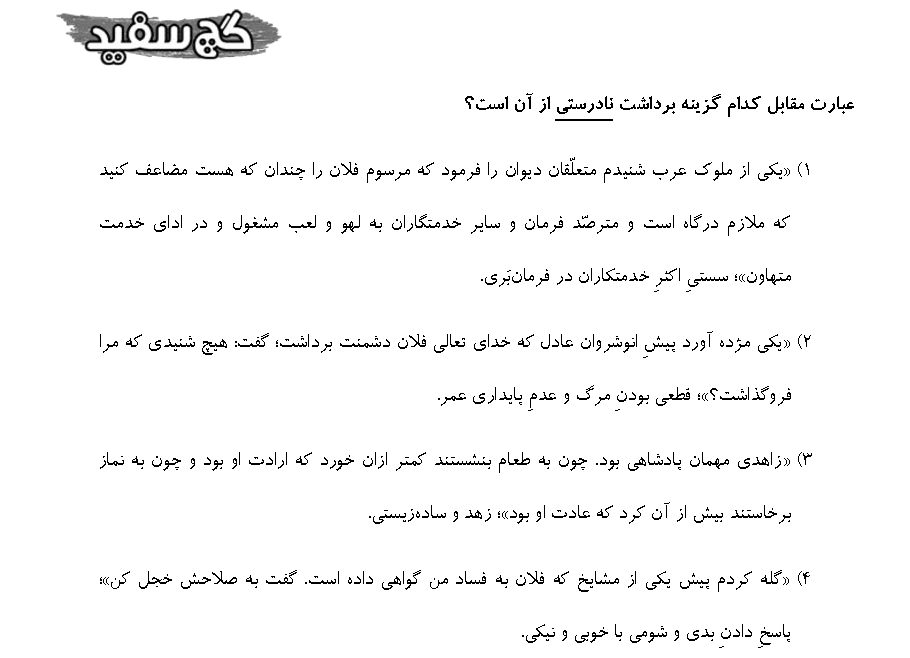 گچ سفید
عبارت مقابل کدام گزینه برداشت نادرستی از آن است؟
۱) «یکی از ملوک عرب شنیدم متعلّقان دیوان را فرمود که مرسوم فلان را چندان که هست مضاعف کنید
که ملازم درگاه است و مترصّد فرمان و سایر خدمتگاران به لهو و لعب مشغول و در ادای خدمت
متهاون»؛ سستیِ اکثرِ خدمتکاران در فرمان‌بَری.
۲) «یکی مژده آورد پیشِ انوشروان عادل که خدای تعالی فلان دشمنت برداشت؛ گفت: هیچ شنیدی که مرا
فروگذاشت؟»؛ قطعی بودنِ مرگ و عدمِ پایداری عمر.
۳) «زاهدی مهمان پادشاهی بود. چون به طعام بنشستند کمتر ازان خورد که ارادت او بود و چون به نماز
برخاستند بیش از آن کرد که عادت او بود»؛ زهد و ساده‌زیستی.
۴) «گله کردم پیش یکی از مشایخ که فلان به فساد من گواهی داده است. گفت به صلاحش خجل کن»؛
پاسخِ دادنِ بدی و شومی با خوبی و نیکی.